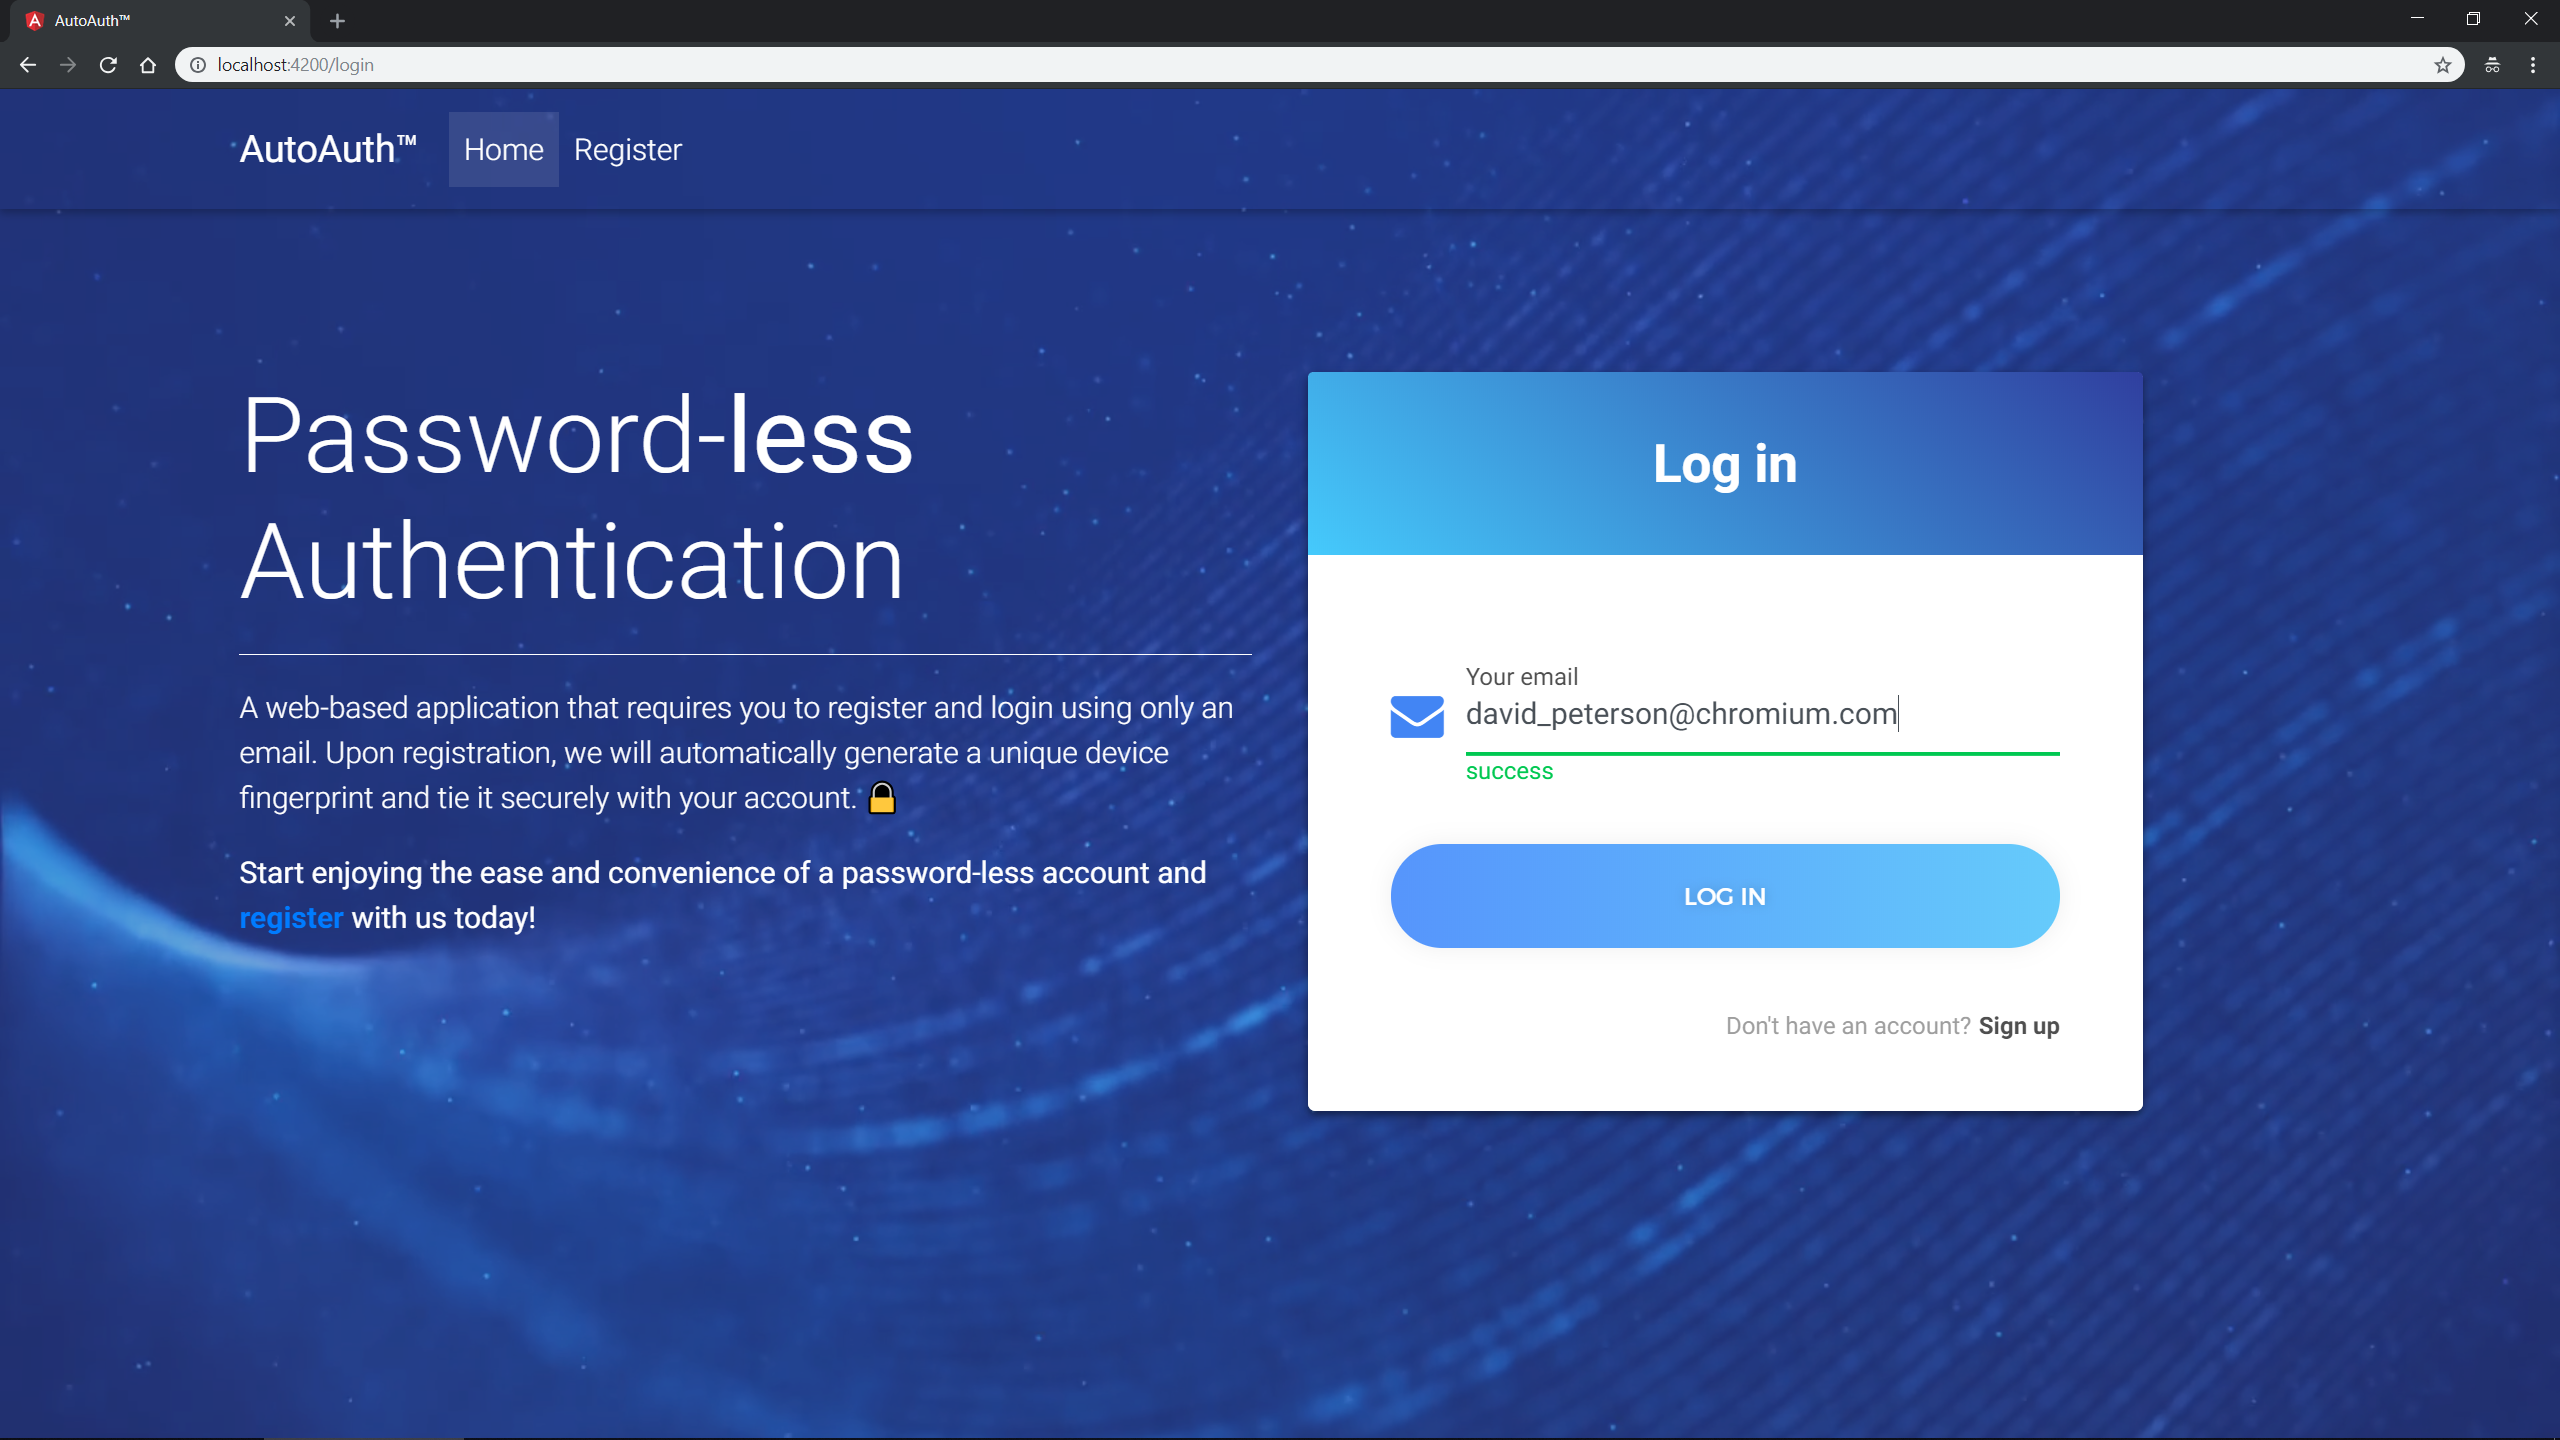 AutoAuth™
localhost:4200/login
AutoAuth™ Home Register
Password-less
Authentication
A web-based application that requires you to register and login using only an
email. Upon registration, we will automatically generate a unique device
fingerprint and tie it securely with your account. 🔒
Start enjoying the ease and convenience of a password-less account and
register with us today!
Log in
Your email
david_peterson@chromium.com
success
LOG IN
Don't have an account? Sign up